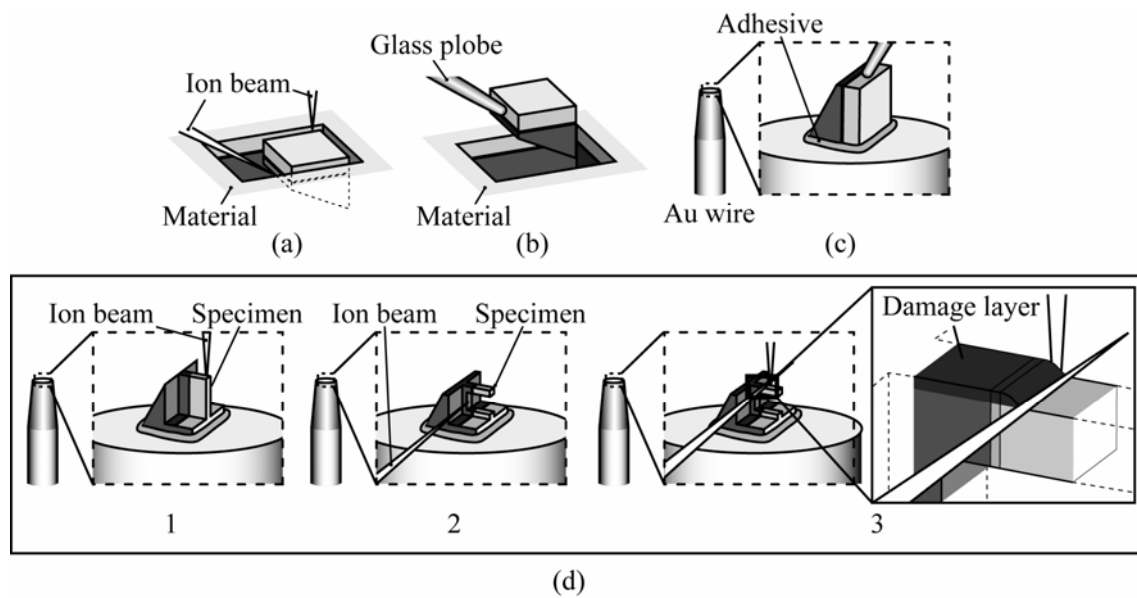 Glass plobe
Adhesive
Ion beam
Material
Material
Au wire
(a)
(b)
(c)
Ion beam
Specimen
Ion beam
Specimen
Damage layer
1
2
3
(d)